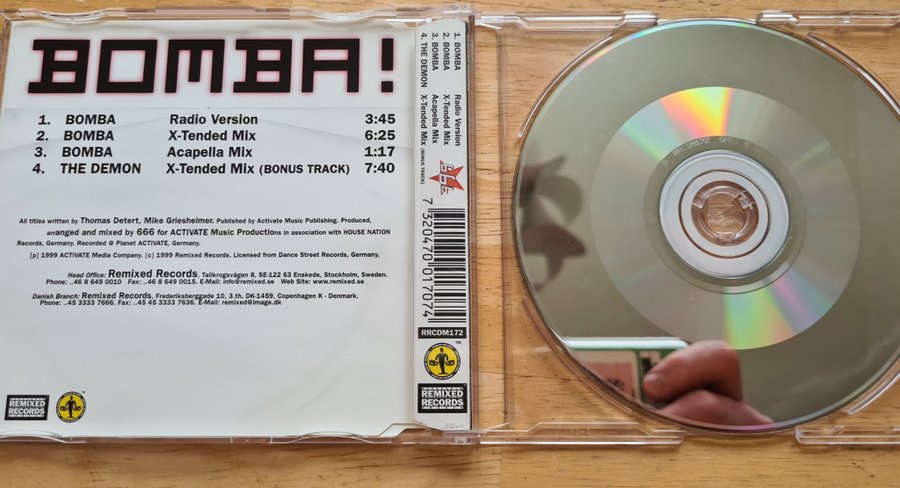 BOMBA!
1. BOMBA Radio Version 3:45
2. BOMBA X-Tended Mix 6:25
3. BOMBA Acapella Mix 1:17
4. THE DEMON X-Tended Mix (BONUS TRACK) 7:40
All titles written by Thomas Detert, Mike Griesheimer. Published by Activate Music Publishing. Produced,
arranged and mixed by 666 for ACTIVATE Music Productions in association with HOUSE NATION
Records, Germany. Recorded @ Planet ACTIVATE, Germany.
[p] 1999 ACTIVATE Media Company. [c] 1999 Remixed Records. Licensed from Dance Street Records, Germany.
Head Office: Remixed Records, Tallkrogsvägen 8, SE-122 63 Enskede, Stockholm, Sweden.
Phone: ..46 8 649 0010 Fax: ..46 8 649 0015. E-Mail: info@remixed.se Web Site: www.remixed.se
Danish Branch: Remixed Records. Frederiksberggade 10, 3.th, DK-1459, Copenhagen K - Denmark.
Phone: ..45 3333 7666. Fax: ..45 45 3333 7636. E-Mail: remixed@image.dk
REMIXED
RECORDS
TM
1. BOMBA Radio Version
2. BOMBA X-Tended Mix
3. BOMBA Acapella Mix
4. THE DEMON X-Tended Mix (BONUS TRACK)
666
7 320470 017074
RRCDM172
TM
REMIXED
RECORDS
RRCDM172